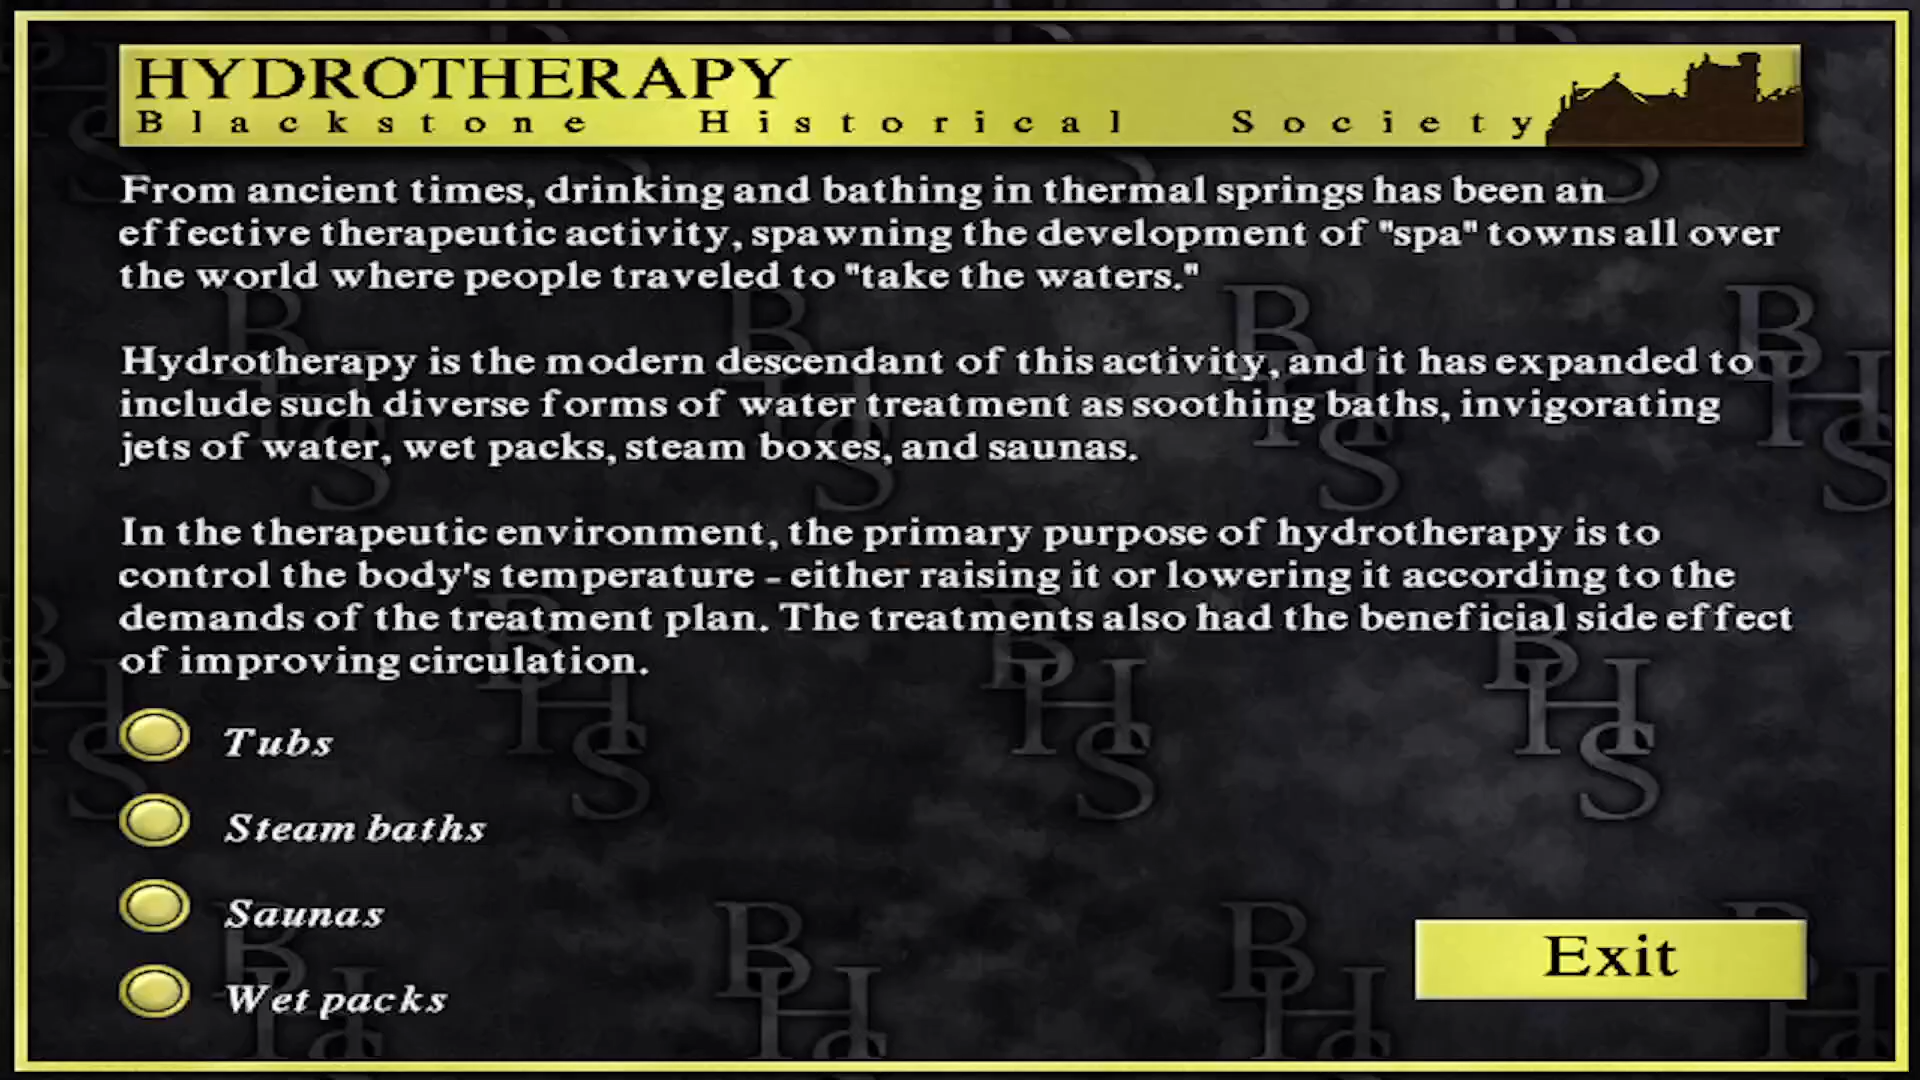 HYDROTHERAPY
Blackstone Historical Society
From ancient times, drinking and bathing in thermal springs has been an
effective therapeutic activity, spawning the development of "spa" towns all over
the world where people traveled to "take the waters."
Hydrotherapy is the modern descendant of this activity, and it has expanded to
include such diverse forms of water treatment as soothing baths, invigorating
jets of water, wet packs, steam boxes, and saunas.
In the therapeutic environment, the primary purpose of hydrotherapy is to
control the body's temperature - either raising it or lowering it according to the
demands of the treatment plan. The treatments also had the beneficial side effect
of improving circulation.
Tubs
Steam baths
Saunas
Wet packs
Exit